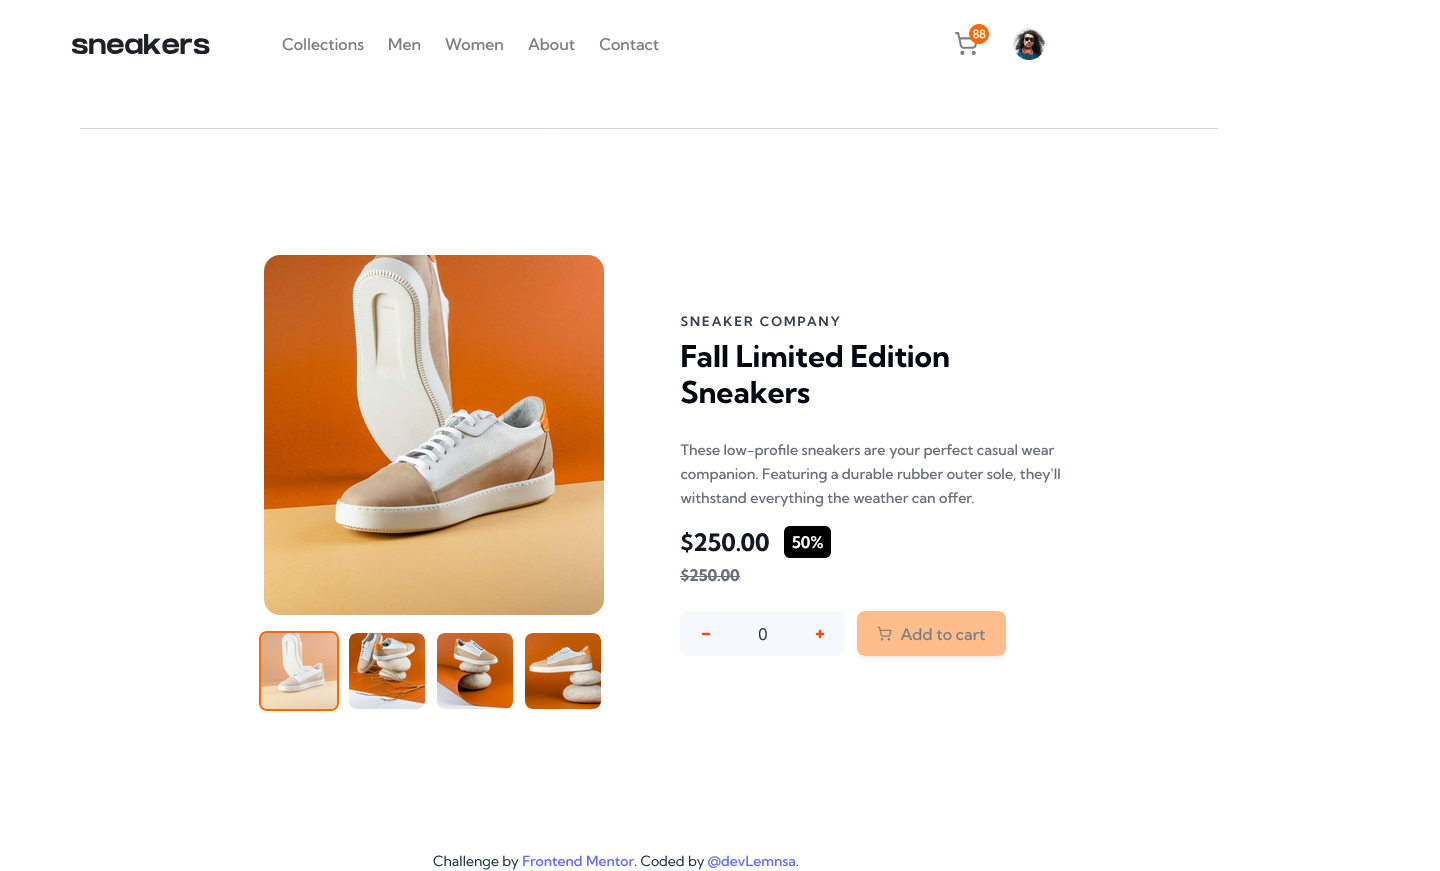 sneakers
Collections Men Women About Contact
88
SNEAKER COMPANY
Fall Limited Edition
Sneakers
These low-profile sneakers are your perfect casual wear
companion. Featuring a durable rubber outer sole, they'll
withstand everything the weather can offer.
$250.00 50%
$250.00
0
Add to cart
Challenge by Frontend Mentor. Coded by @devLemnsa.